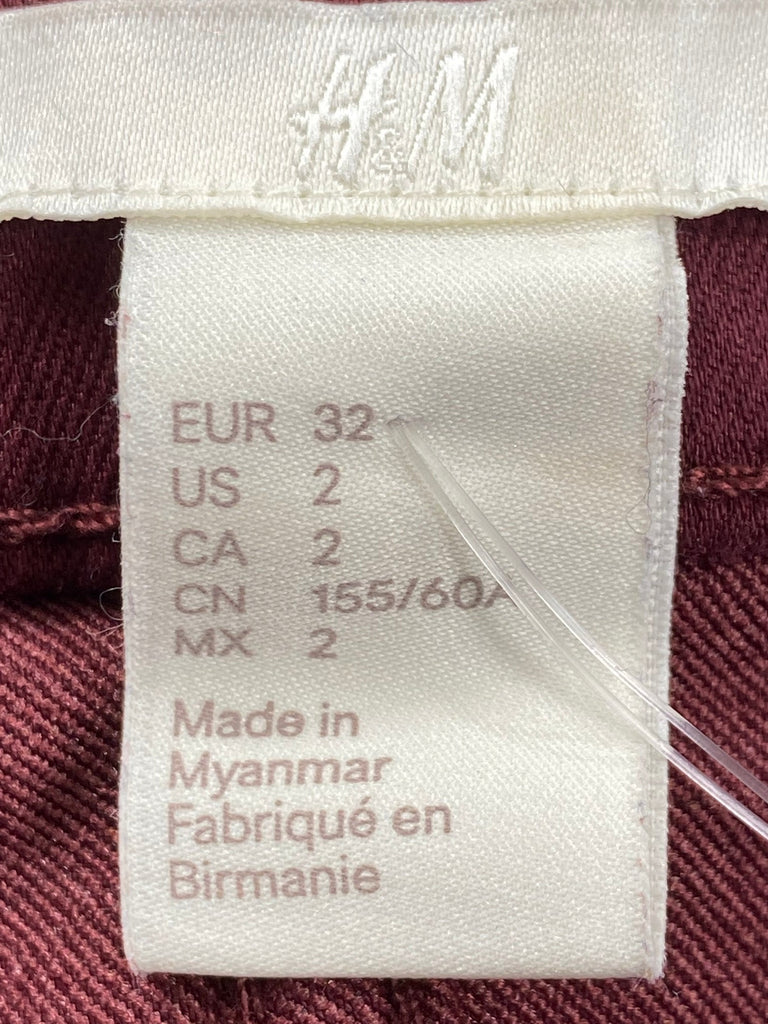 H&M
EUR 32
US 2
CA 2
CN 155/60A
MX 2
Made in
Myanmar
Fabriqué en
Birmanie